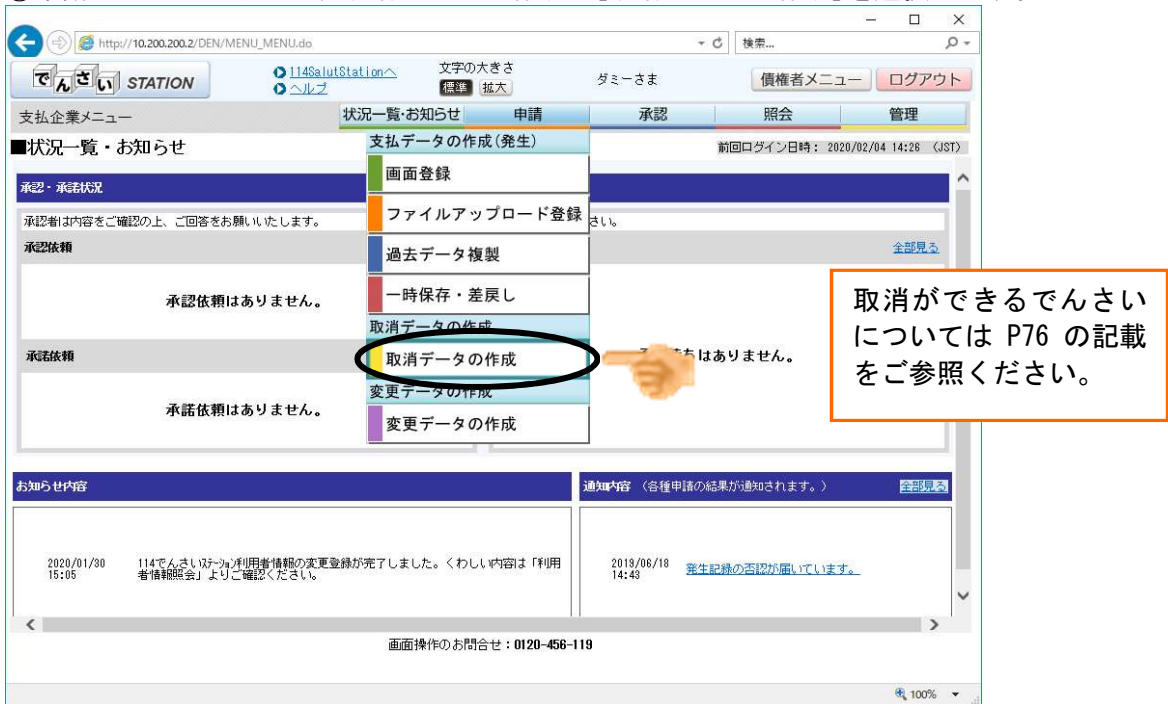 http://10.200.200.2/DEN/MENU_MENU.do
検索...
でんさい STATION
114SalutStationへ
ヘルプ
文字の大きさ
標準 拡大
ダミーさま
債権者メニュー
ログアウト
支払企業メニュー
状況一覧・お知らせ 申請 承認 照会 管理
■状況一覧・お知らせ
前回ログイン日時： 2020/02/04 14:26 (JST)
支払データの作成(発生)
画面登録
ファイルアップロード登録
過去データ複製
一時保存・差戻し
取消データの作成
取消データの作成
変更データの作成
変更データの作成
承認・承諾状況
承認者は内容をご確認の上、ご回答をお願いいたします。
さい。
承認依頼
全部見る
承認依頼はありません。
承諾依頼
はありません。
承諾依頼はありません。
取消ができるでんさい
については P76 の記載
をご参照ください。
お知らせ内容
通知内容 （各種申請の結果が通知されます。）
全部見る
2020/01/30
15:05
114でんさいｽﾃｰｼｮﾝ利用者情報の変更登録が完了しました。くわしい内容は「利用
者情報照会」よりご確認ください。
2019/06/18
14:43
発生記録の否認が届いています。
画面操作のお問合せ：0120-456-119
100%